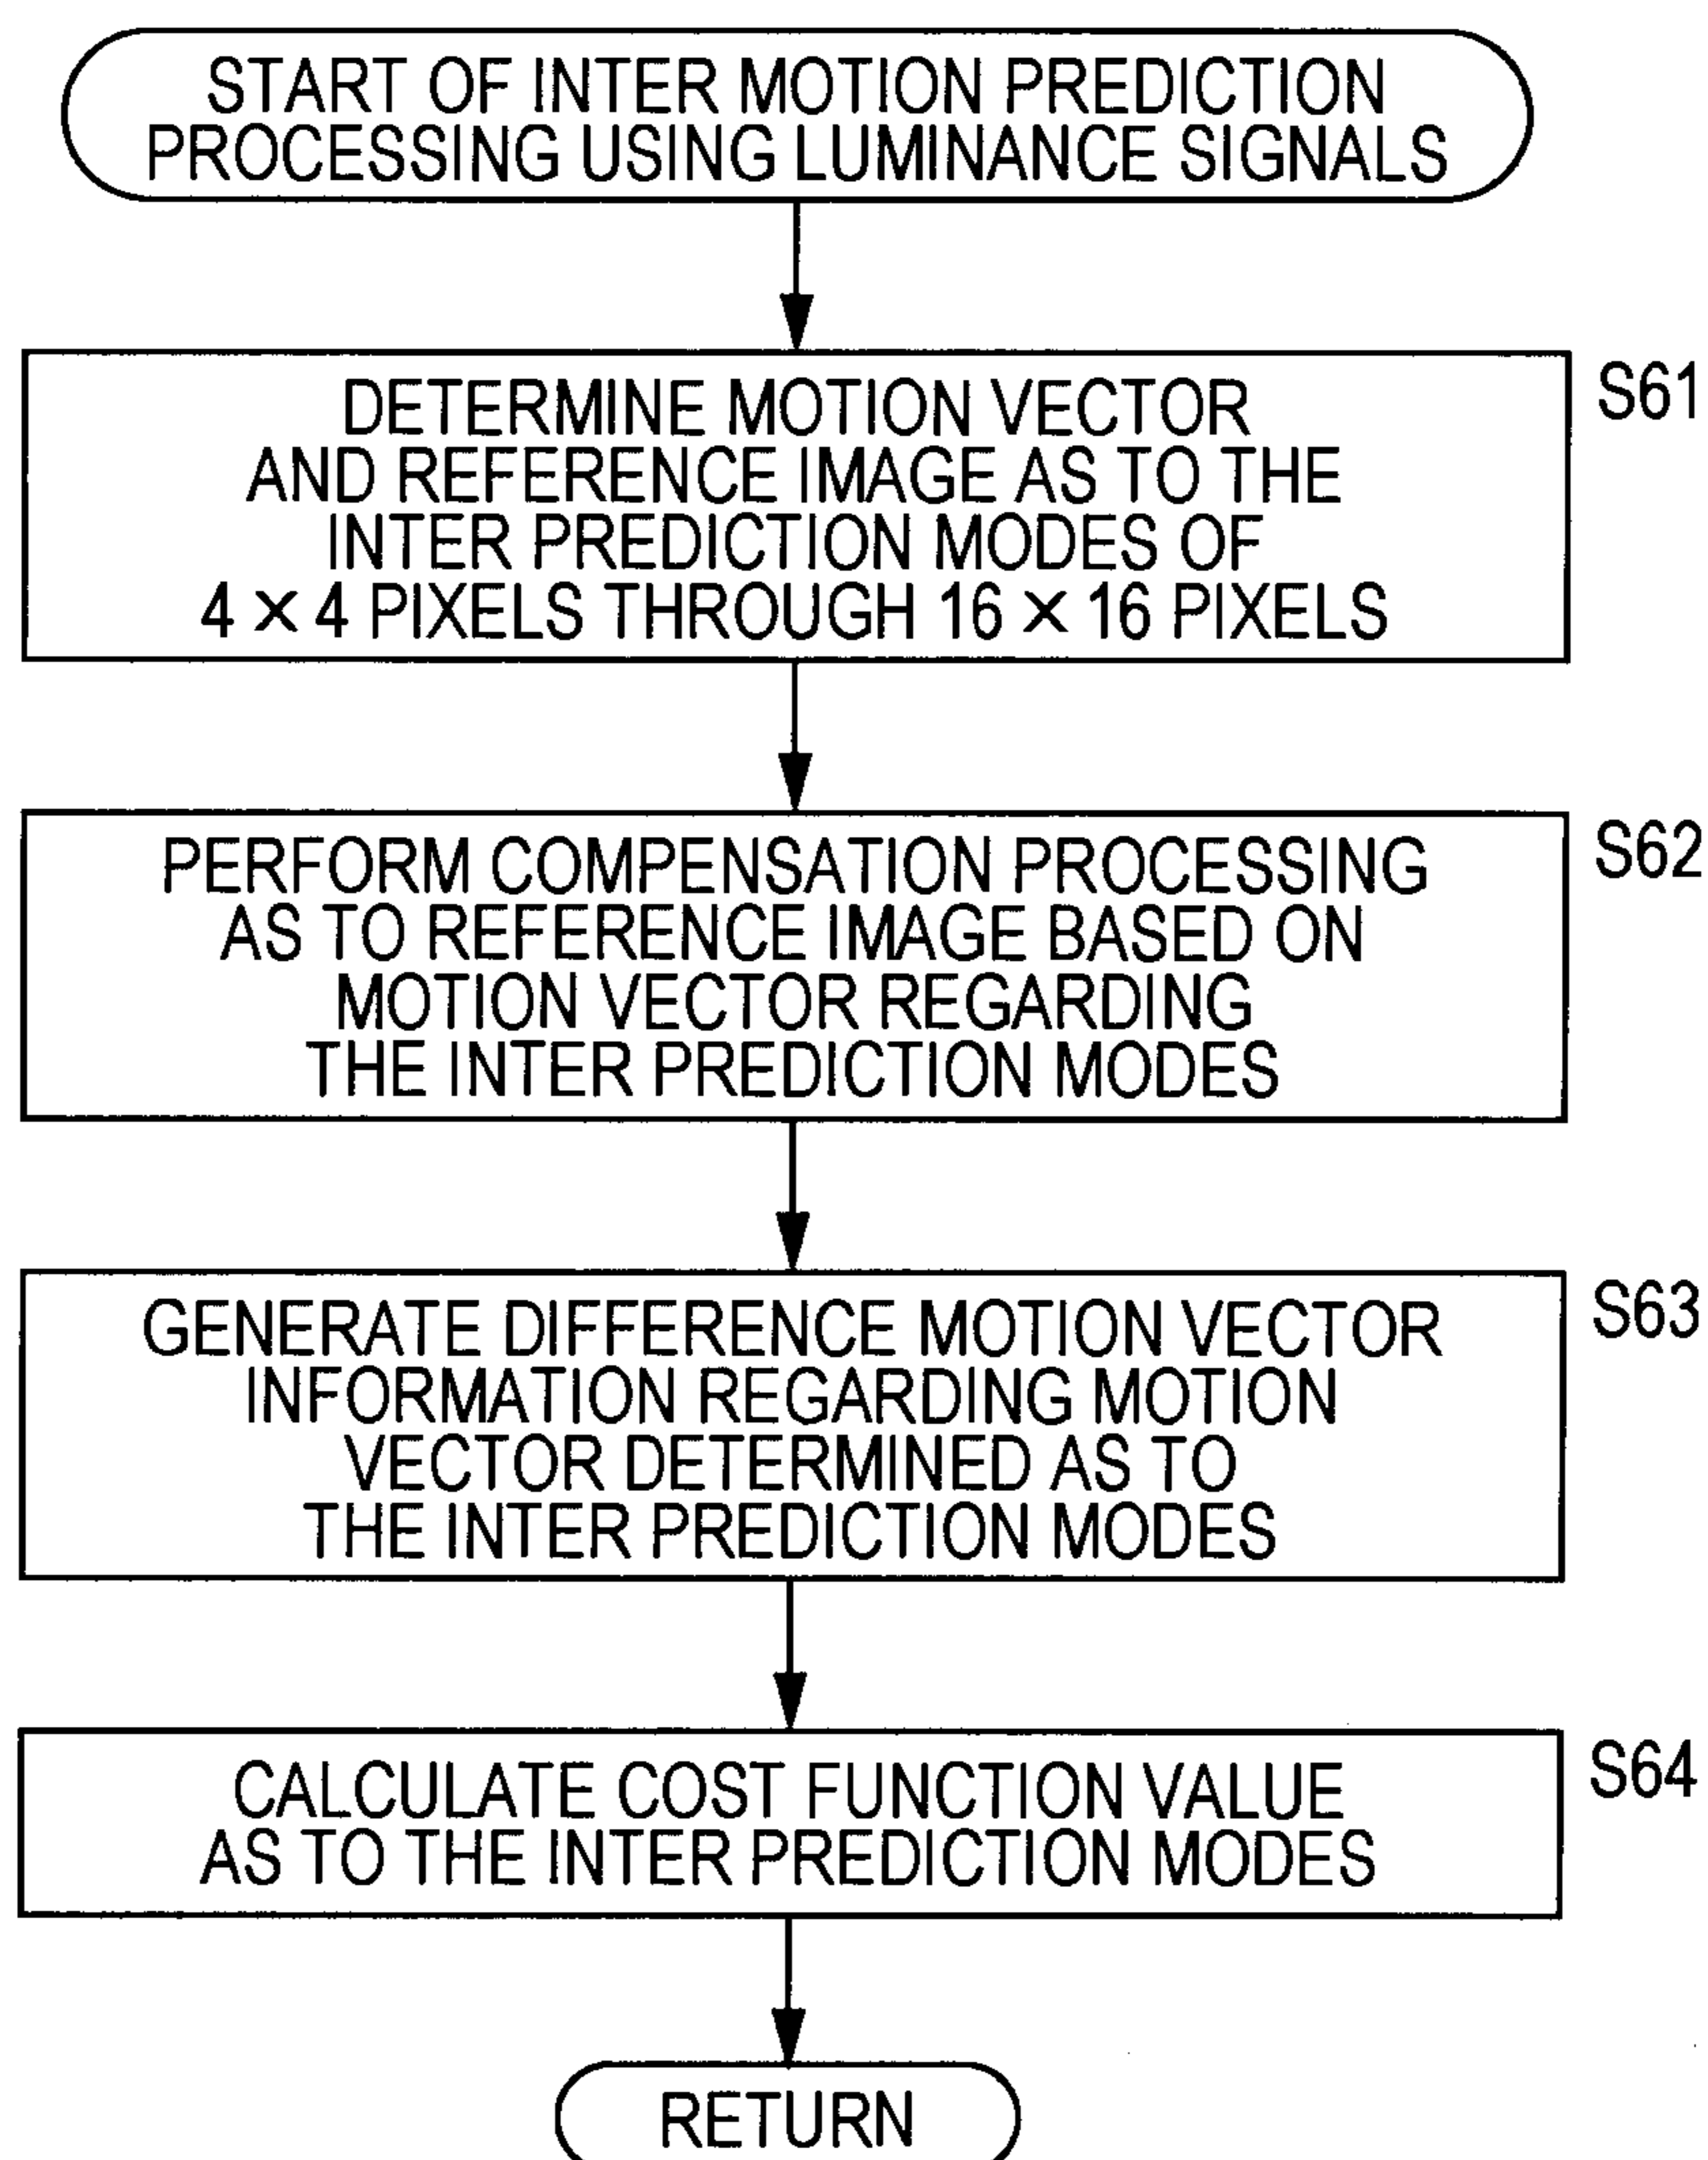 START OF INTER MOTION PREDICTION
PROCESSING USING LUMINANCE SIGNALS
DETERMINE MOTION VECTOR
AND REFERENCE IMAGE AS TO THE
INTER PREDICTION MODES OF
4 × 4 PIXELS THROUGH 16 × 16 PIXELS
S61
PERFORM COMPENSATION PROCESSING
AS TO REFERENCE IMAGE BASED ON
MOTION VECTOR REGARDING
THE INTER PREDICTION MODES
S62
GENERATE DIFFERENCE MOTION VECTOR
INFORMATION REGARDING MOTION
VECTOR DETERMINED AS TO
THE INTER PREDICTION MODES
S63
CALCULATE COST FUNCTION VALUE
AS TO THE INTER PREDICTION MODES
S64
RETURN